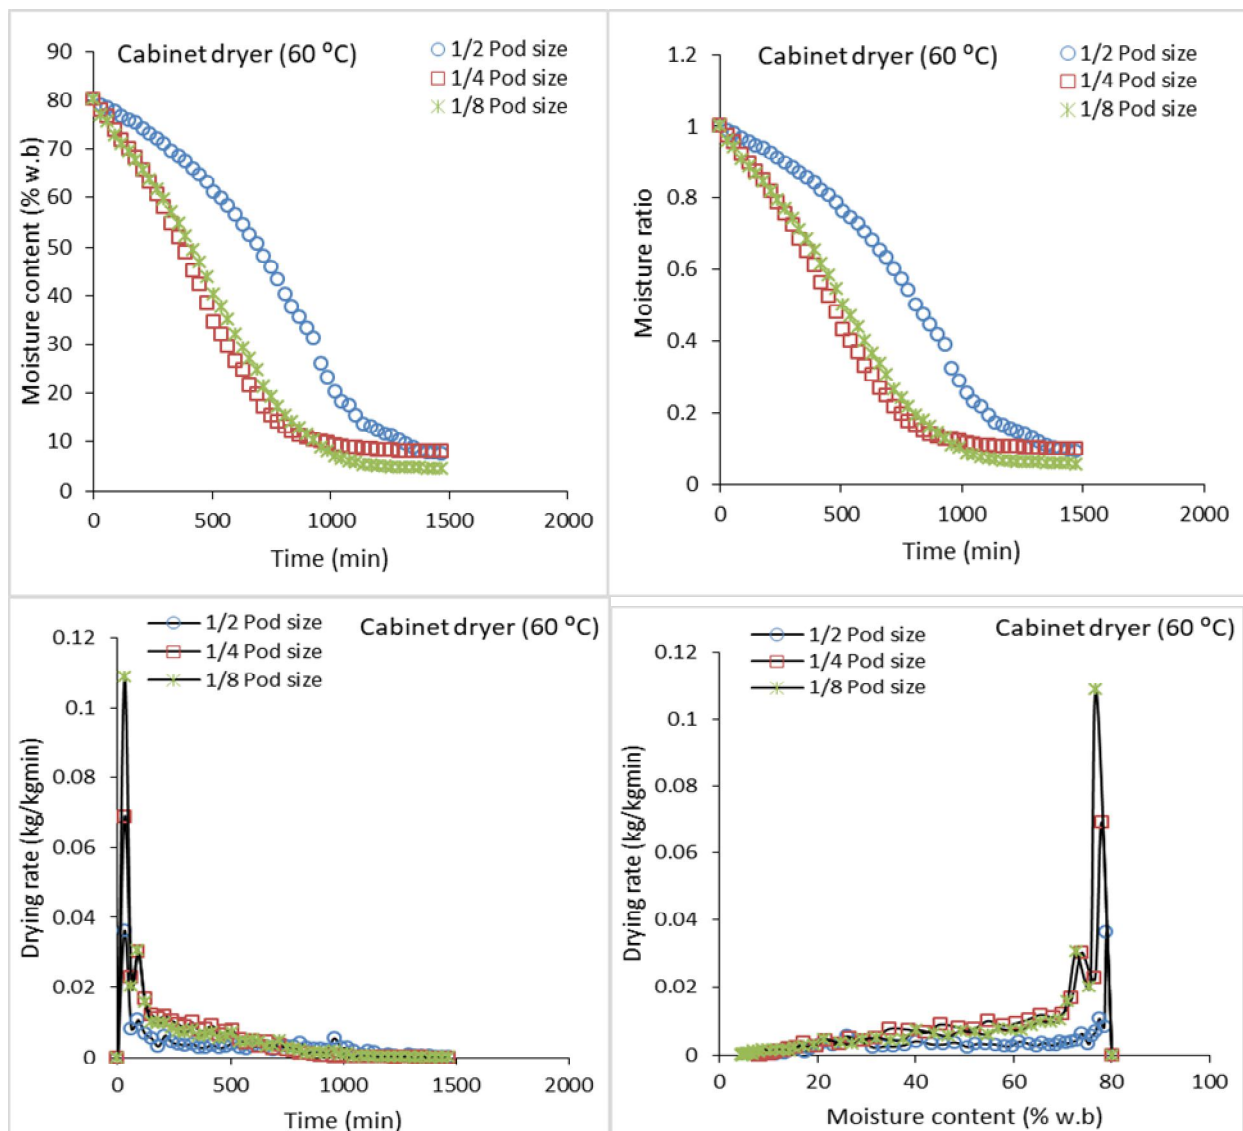 Cabinet dryer (60 °C)
1/2 Pod size
1/4 Pod size
1/8 Pod size
90
80
70
60
50
40
30
20
10
0
Moisture content (% w.b)
0 500 1000 1500 2000
Time (min)
Cabinet dryer (60 °C)
1/2 Pod size
1/4 Pod size
1/8 Pod size
1.2
1
0.8
0.6
0.4
0.2
0
Moisture ratio
0 500 1000 1500 2000
Time (min)
1/2 Pod size
1/4 Pod size
1/8 Pod size
Cabinet dryer (60 °C)
0.12
0.1
0.08
0.06
0.04
0.02
0
Drying rate (kg/kgmin)
0 500 1000 1500 2000
Time (min)
Cabinet dryer (60 °C)
1/2 Pod size
1/4 Pod size
1/8 Pod size
0.12
0.1
0.08
0.06
0.04
0.02
0
Drying rate (kg/kgmin)
0 20 40 60 80 100
Moisture content (% w.b)